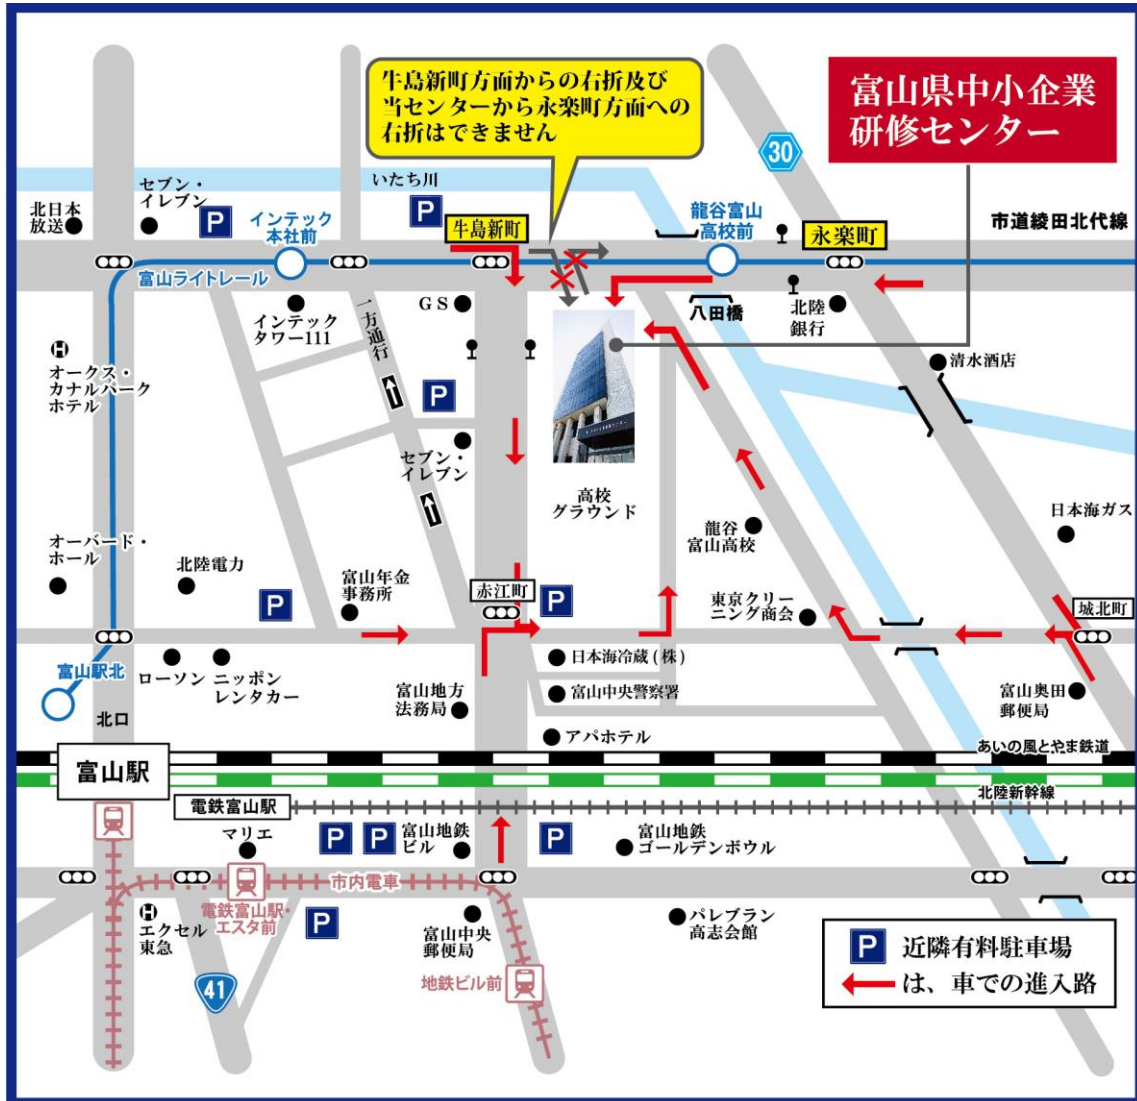 牛島新町方面からの右折及び
当センターから永楽町方面への
右折はできません
富山県中小企業
研修センター
30
いたち川
セブン・
イレブン
北日本
放送
P
インテック
本社前
P
牛島新町
龍谷富山
高校前
永楽町
市道綾田北代線
富山ライトレール
GS
インテック
タワー111
一方通行
八田橋
北陸
銀行
H
オークス・
カナルパーク
ホテル
清水酒店
P
セブン・
イレブン
高校
グラウンド
龍谷
富山高校
日本海ガス
オーバード・
ホール
北陸電力
P
富山年金
事務所
赤江町
P
東京クリー
ニング商会
城北町
富山駅北
ローソン
ニッポン
レンタカー
日本海冷蔵(株)
富山中央警察署
富山地方
法務局
富山奥田
郵便局
北口
アパホテル
あいの風とやま鉄道
富山駅
北陸新幹線
電鉄富山駅
マリエ
P
P
富山地鉄
ビル
P
富山地鉄
ゴールデンボウル
市内電車
電鉄富山駅・
エスタ前
H
エクセル
東急
P
富山中央
郵便局
パレブラン
高志会館
41
地鉄ビル前
P 近隣有料駐車場
は、車での進入路